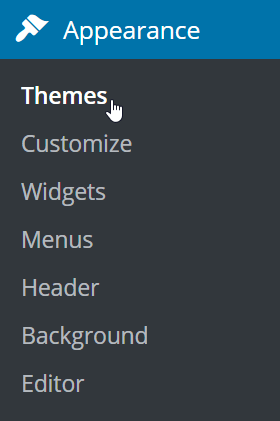 Appearance
Themes
Customize
Widgets
Menus
Header
Background
Editor